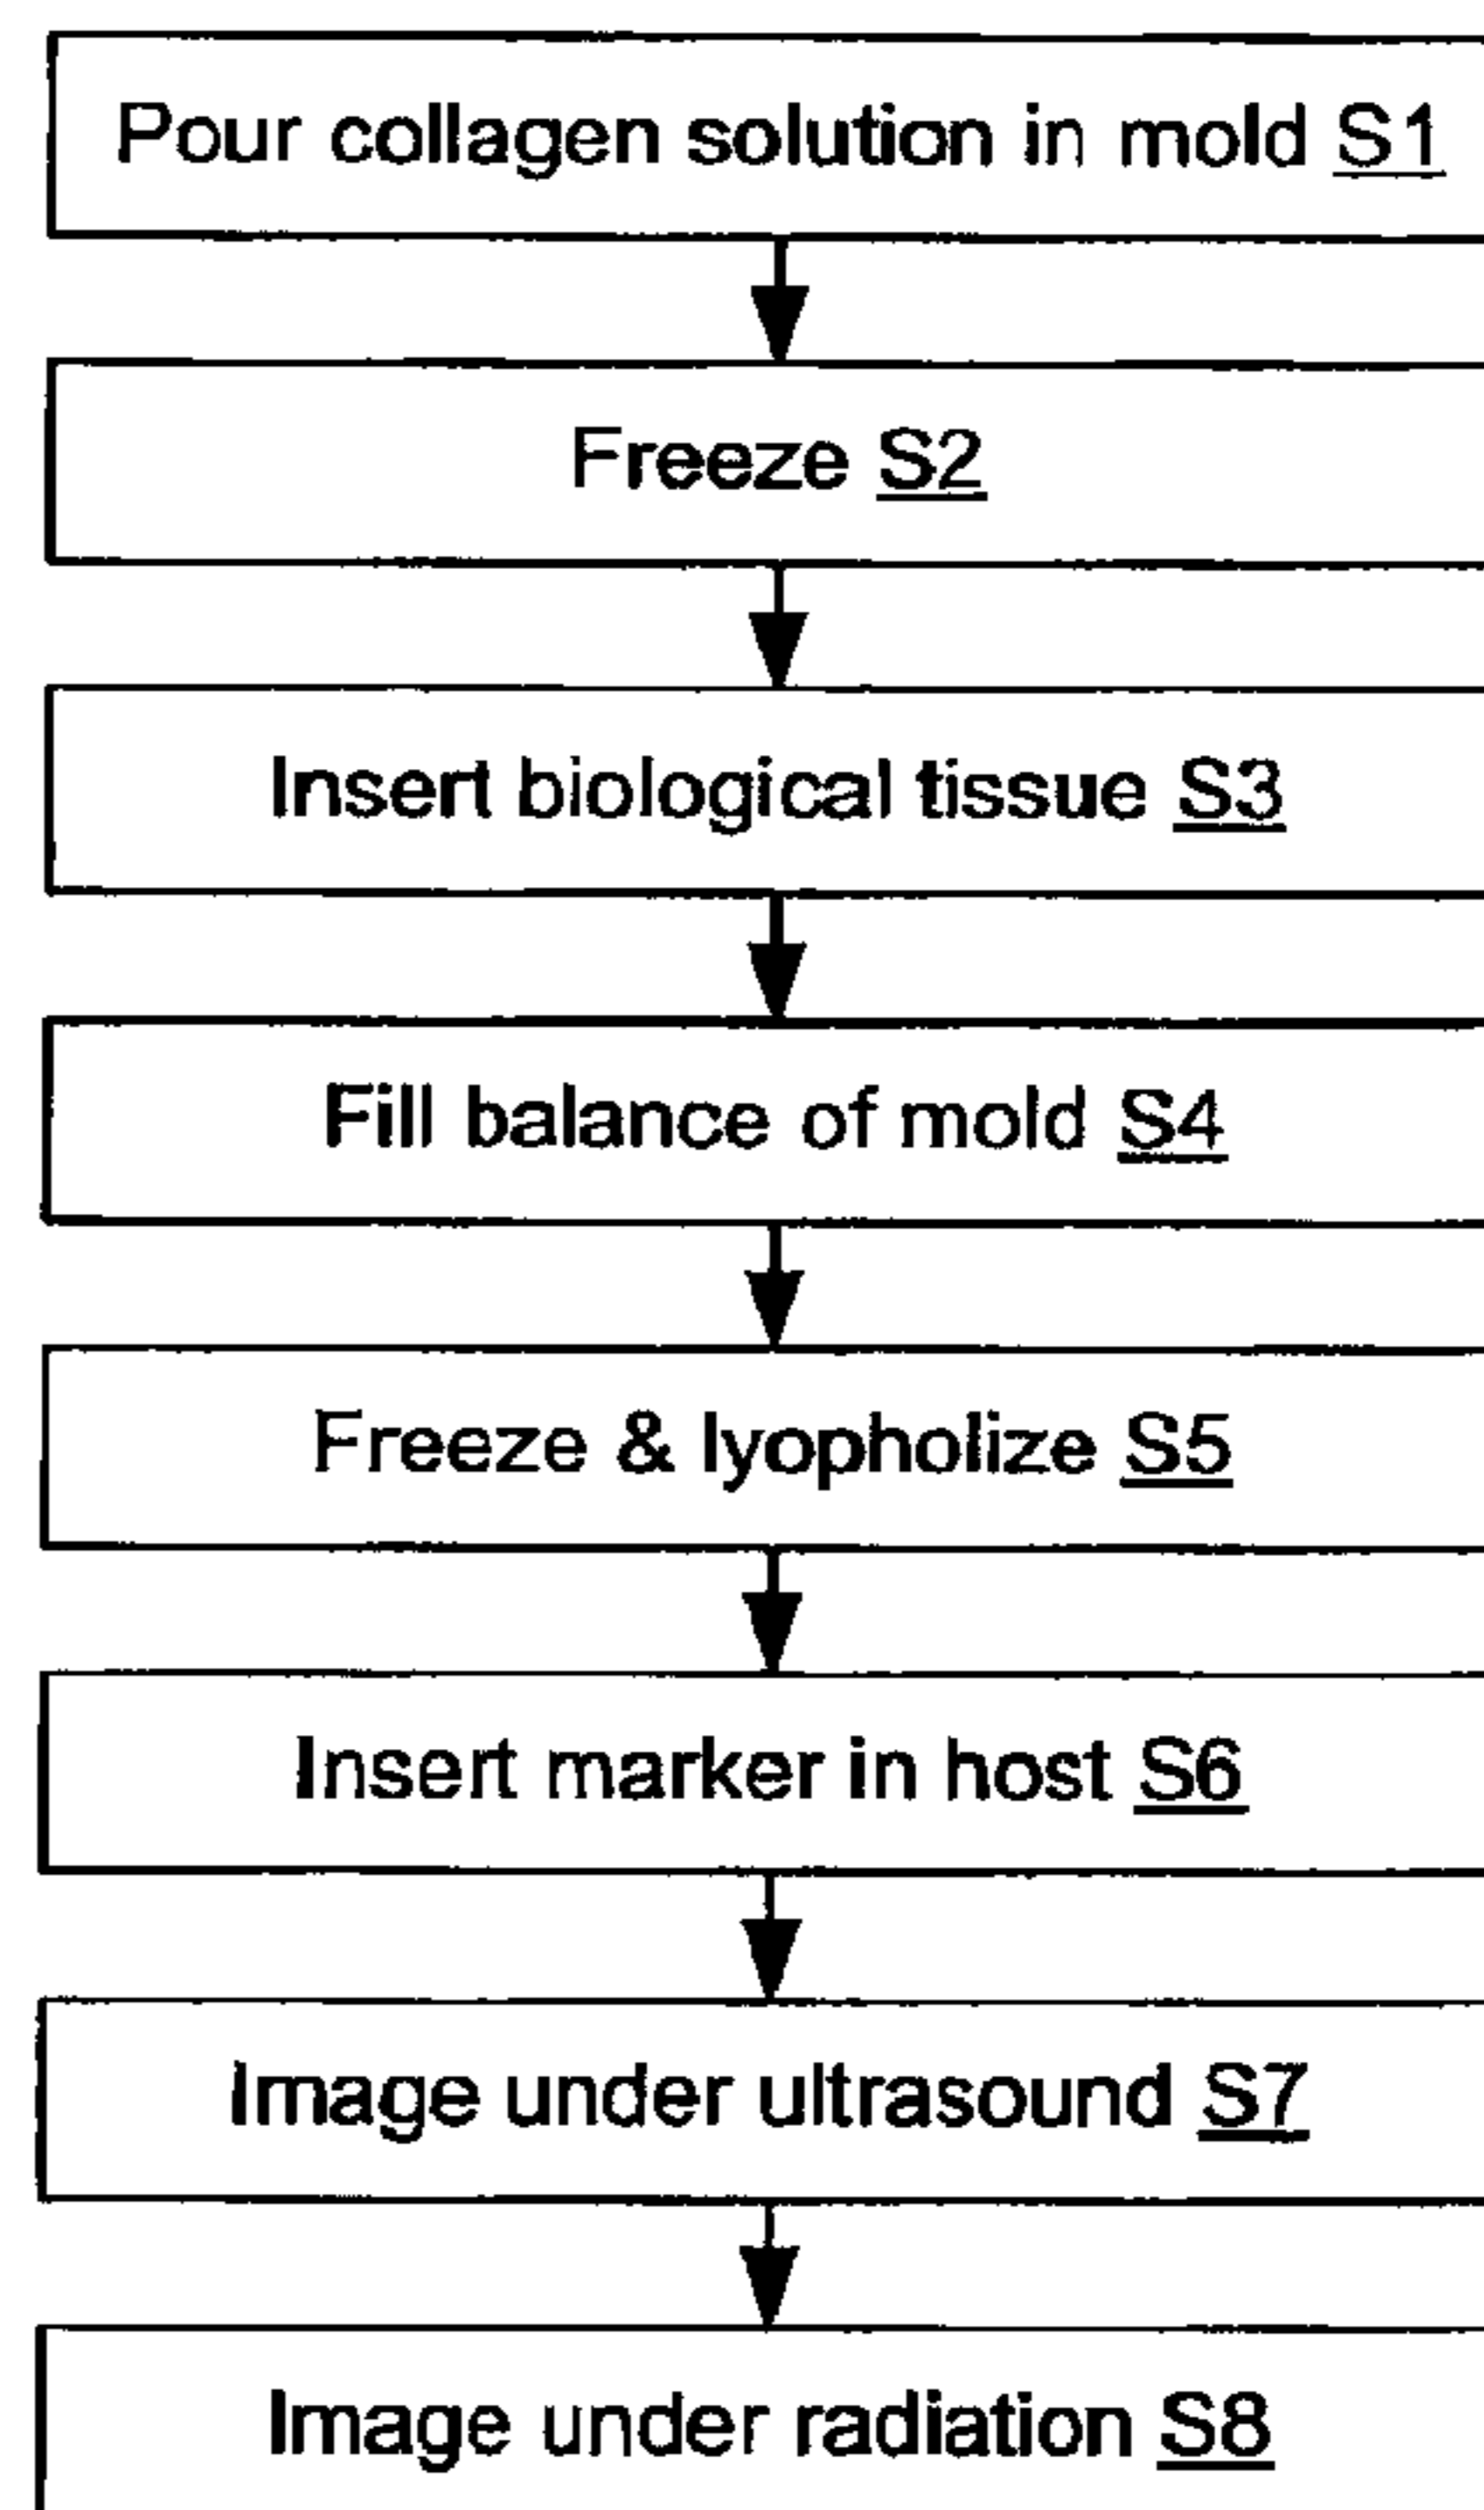 Pour collagen solution in mold S1
Freeze S2
Insert biological tissue S3
Fill balance of mold S4
Freeze & lyopholize S5
Insert marker in host S6
Image under ultrasound S7
Image under radiation S8